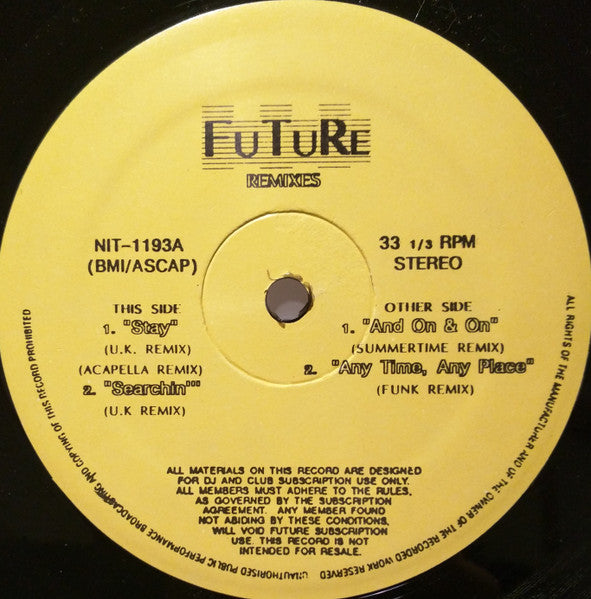 FuTuRe
REMIXES
NIT-1193A
(BMI/ASCAP)
33 1/3 RPM
STEREO
THIS SIDE
1. "Stay"
(U.K. REMIX)
(ACAPELLA REMIX)
2. "Searchin'"
(U.K REMIX)
OTHER SIDE
1. "And On & On"
(SUMMERTIME REMIX)
2. "Any Time, Any Place"
(FUNK REMIX)
ALL MATERIALS ON THIS RECORD ARE DESIGNED
FOR DJ AND CLUB SUBSCRIPTION USE ONLY.
ALL MEMBERS MUST ADHERE TO THE RULES,
AS GOVERNED BY THE SUBSCRIPTION
AGREEMENT. ANY MEMBER FOUND
NOT ABIDING BY THESE CONDITIONS,
WILL VOID FUTURE SUBSCRIPTION
USE. THIS RECORD IS NOT
INTENDED FOR RESALE.
ALL RIGHTS OF THE MANUFACTURER AND OF THE OWNER OF THE RECORDED WORK RESERVED UNAUTHORISED PUBLIC PERFORMANCE BROADCASTING AND COPYING OF THIS RECORD PROHIBITED